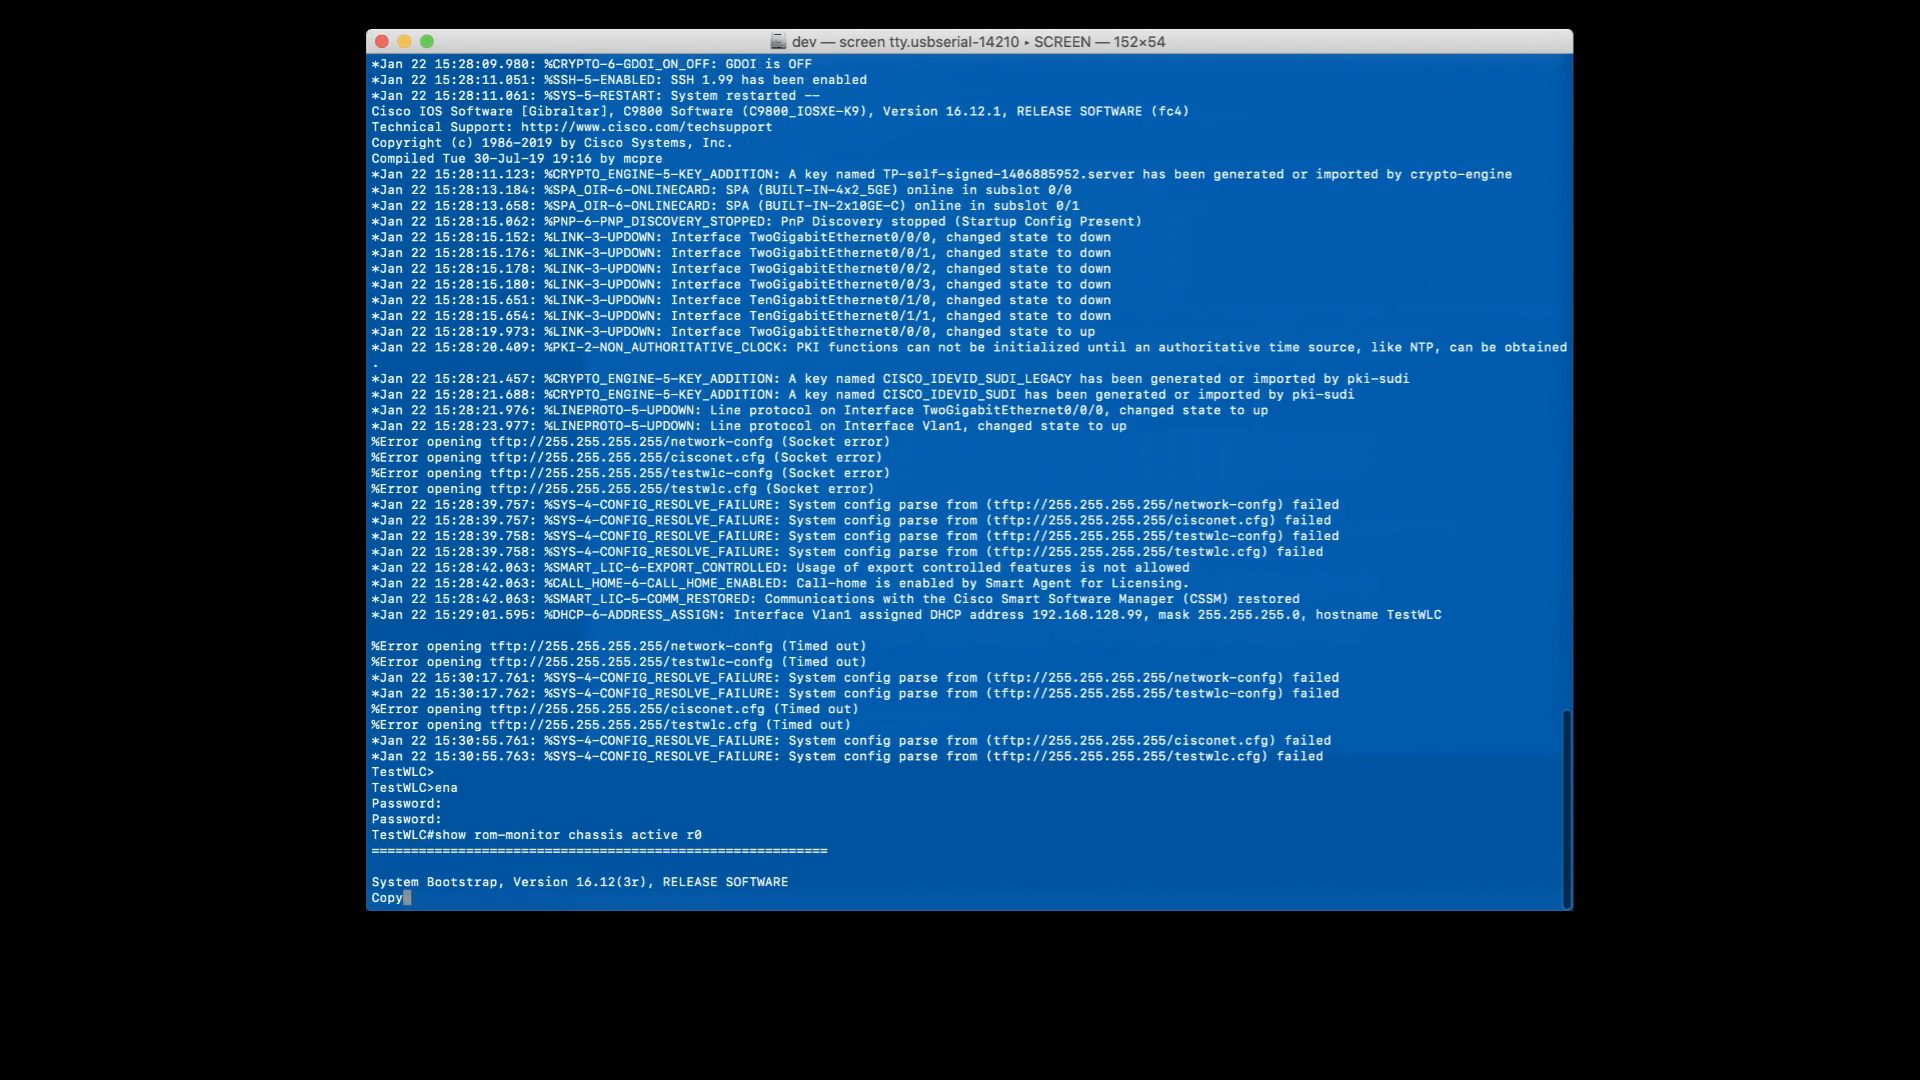 dev — screen tty.usbserial-14210 ▸ SCREEN — 152×54
*Jan 22 15:28:09.980: %CRYPTO-6-GDOI_ON_OFF: GDOI is OFF
*Jan 22 15:28:11.051: %SSH-5-ENABLED: SSH 1.99 has been enabled
*Jan 22 15:28:11.061: %SYS-5-RESTART: System restarted --
Cisco IOS Software [Gibraltar], C9800 Software (C9800_IOSXE-K9), Version 16.12.1, RELEASE SOFTWARE (fc4)
Technical Support: http://www.cisco.com/techsupport
Copyright (c) 1986-2019 by Cisco Systems, Inc.
Compiled Tue 30-Jul-19 19:16 by mcpre
*Jan 22 15:28:11.123: %CRYPTO_ENGINE-5-KEY_ADDITION: A key named TP-self-signed-1406885952.server has been generated or imported by crypto-engine
*Jan 22 15:28:13.184: %SPA_OIR-6-ONLINECARD: SPA (BUILT-IN-4x2_5GE) online in subslot 0/0
*Jan 22 15:28:13.658: %SPA_OIR-6-ONLINECARD: SPA (BUILT-IN-2x10GE-C) online in subslot 0/1
*Jan 22 15:28:15.062: %PNP-6-PNP_DISCOVERY_STOPPED: PnP Discovery stopped (Startup Config Present)
*Jan 22 15:28:15.152: %LINK-3-UPDOWN: Interface TwoGigabitEthernet0/0/0, changed state to down
*Jan 22 15:28:15.176: %LINK-3-UPDOWN: Interface TwoGigabitEthernet0/0/1, changed state to down
*Jan 22 15:28:15.178: %LINK-3-UPDOWN: Interface TwoGigabitEthernet0/0/2, changed state to down
*Jan 22 15:28:15.180: %LINK-3-UPDOWN: Interface TwoGigabitEthernet0/0/3, changed state to down
*Jan 22 15:28:15.651: %LINK-3-UPDOWN: Interface TenGigabitEthernet0/1/0, changed state to down
*Jan 22 15:28:15.654: %LINK-3-UPDOWN: Interface TenGigabitEthernet0/1/1, changed state to down
*Jan 22 15:28:19.973: %LINK-3-UPDOWN: Interface TwoGigabitEthernet0/0/0, changed state to up
*Jan 22 15:28:20.409: %PKI-2-NON_AUTHORITATIVE_CLOCK: PKI functions can not be initialized until an authoritative time source, like NTP, can be obtained
.
*Jan 22 15:28:21.457: %CRYPTO_ENGINE-5-KEY_ADDITION: A key named CISCO_IDEVID_SUDI_LEGACY has been generated or imported by pki-sudi
*Jan 22 15:28:21.688: %CRYPTO_ENGINE-5-KEY_ADDITION: A key named CISCO_IDEVID_SUDI has been generated or imported by pki-sudi
*Jan 22 15:28:21.976: %LINEPROTO-5-UPDOWN: Line protocol on Interface TwoGigabitEthernet0/0/0, changed state to up
*Jan 22 15:28:23.977: %LINEPROTO-5-UPDOWN: Line protocol on Interface Vlan1, changed state to up
%Error opening tftp://255.255.255.255/network-confg (Socket error)
%Error opening tftp://255.255.255.255/cisconet.cfg (Socket error)
%Error opening tftp://255.255.255.255/testwlc-confg (Socket error)
%Error opening tftp://255.255.255.255/testwlc.cfg (Socket error)
*Jan 22 15:28:39.757: %SYS-4-CONFIG_RESOLVE_FAILURE: System config parse from (tftp://255.255.255.255/network-confg) failed
*Jan 22 15:28:39.757: %SYS-4-CONFIG_RESOLVE_FAILURE: System config parse from (tftp://255.255.255.255/cisconet.cfg) failed
*Jan 22 15:28:39.758: %SYS-4-CONFIG_RESOLVE_FAILURE: System config parse from (tftp://255.255.255.255/testwlc-confg) failed
*Jan 22 15:28:39.758: %SYS-4-CONFIG_RESOLVE_FAILURE: System config parse from (tftp://255.255.255.255/testwlc.cfg) failed
*Jan 22 15:28:42.063: %SMART_LIC-6-EXPORT_CONTROLLED: Usage of export controlled features is not allowed
*Jan 22 15:28:42.063: %CALL_HOME-6-CALL_HOME_ENABLED: Call-home is enabled by Smart Agent for Licensing.
*Jan 22 15:28:42.063: %SMART_LIC-5-COMM_RESTORED: Communications with the Cisco Smart Software Manager (CSSM) restored
*Jan 22 15:29:01.595: %DHCP-6-ADDRESS_ASSIGN: Interface Vlan1 assigned DHCP address 192.168.128.99, mask 255.255.255.0, hostname TestWLC
%Error opening tftp://255.255.255.255/network-confg (Timed out)
%Error opening tftp://255.255.255.255/testwlc-confg (Timed out)
*Jan 22 15:30:17.761: %SYS-4-CONFIG_RESOLVE_FAILURE: System config parse from (tftp://255.255.255.255/network-confg) failed
*Jan 22 15:30:17.762: %SYS-4-CONFIG_RESOLVE_FAILURE: System config parse from (tftp://255.255.255.255/testwlc-confg) failed
%Error opening tftp://255.255.255.255/cisconet.cfg (Timed out)
%Error opening tftp://255.255.255.255/testwlc.cfg (Timed out)
*Jan 22 15:30:55.761: %SYS-4-CONFIG_RESOLVE_FAILURE: System config parse from (tftp://255.255.255.255/cisconet.cfg) failed
*Jan 22 15:30:55.763: %SYS-4-CONFIG_RESOLVE_FAILURE: System config parse from (tftp://255.255.255.255/testwlc.cfg) failed
TestWLC>
TestWLC>ena
Password:
Password:
TestWLC#show rom-monitor chassis active r0
==========================================================
System Bootstrap, Version 16.12(3r), RELEASE SOFTWARE
Copy